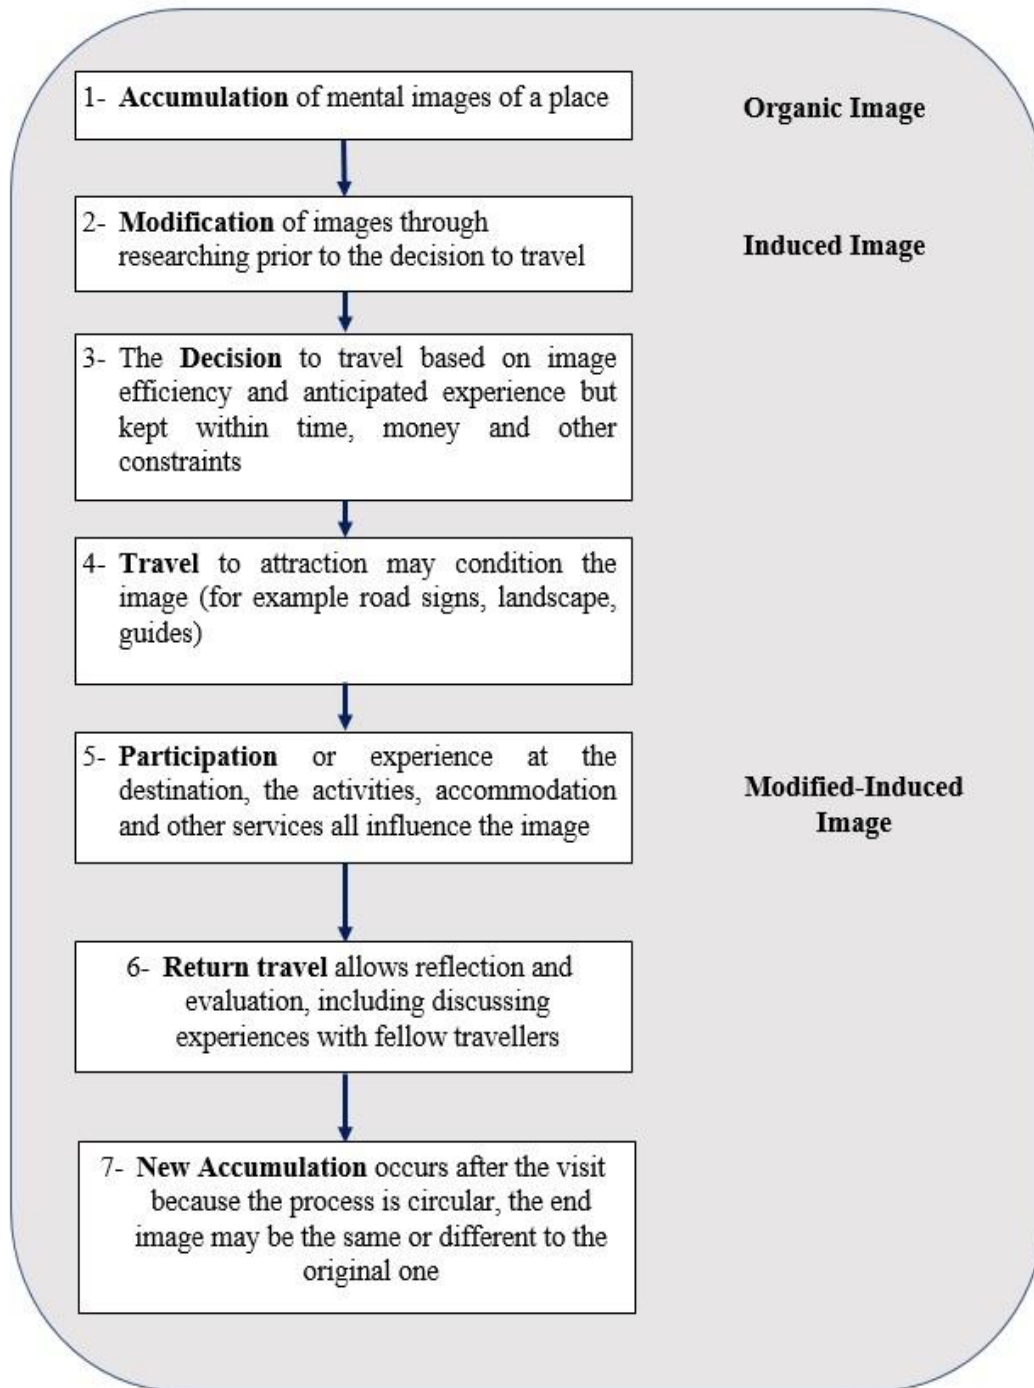 1- Accumulation of mental images of a place
Organic Image
2- Modification of images through
researching prior to the decision to travel
Induced Image
3- The Decision to travel based on image
efficiency and anticipated experience but
kept within time, money and other
constraints
4- Travel to attraction may condition the
image (for example road signs, landscape,
guides)
5- Participation or experience at the
destination, the activities, accommodation
and other services all influence the image
Modified-Induced
Image
6- Return travel allows reflection and
evaluation, including discussing
experiences with fellow travellers
7- New Accumulation occurs after the visit
because the process is circular, the end
image may be the same or different to the
original one